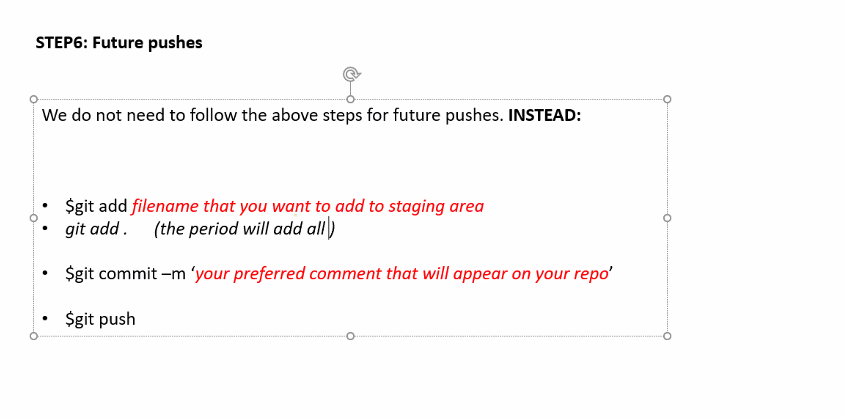 STEP6: Future pushes
We do not need to follow the above steps for future pushes. INSTEAD:
• $git add filename that you want to add to staging area
• git add . (the period will add all )
• $git commit –m ‘your preferred comment that will appear on your repo’
• $git push